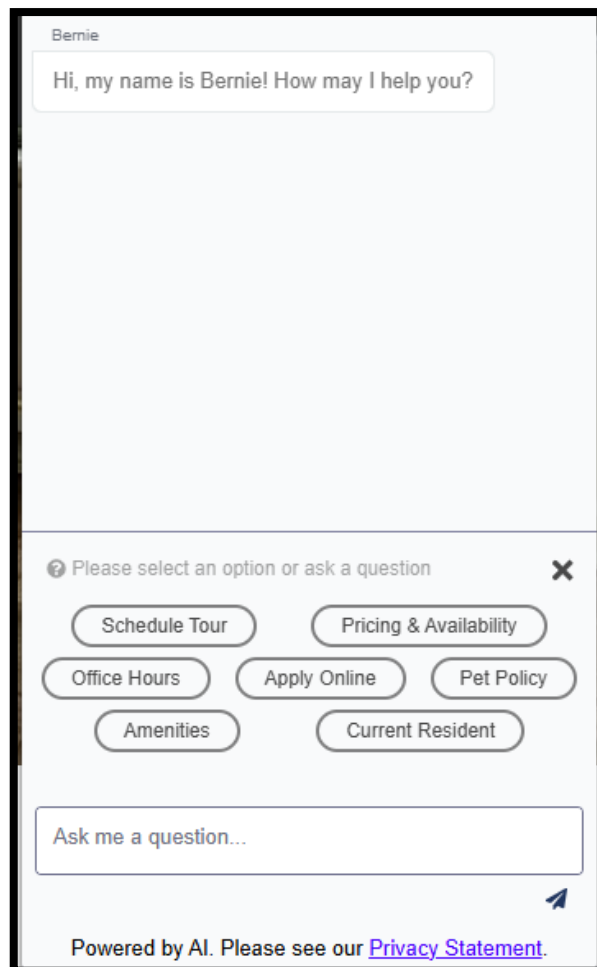 Bernie
Hi, my name is Bernie! How may I help you?
Please select an option or ask a question
Schedule Tour
Pricing & Availability
Office Hours
Apply Online
Pet Policy
Amenities
Current Resident
Ask me a question...
Powered by AI. Please see our Privacy Statement.